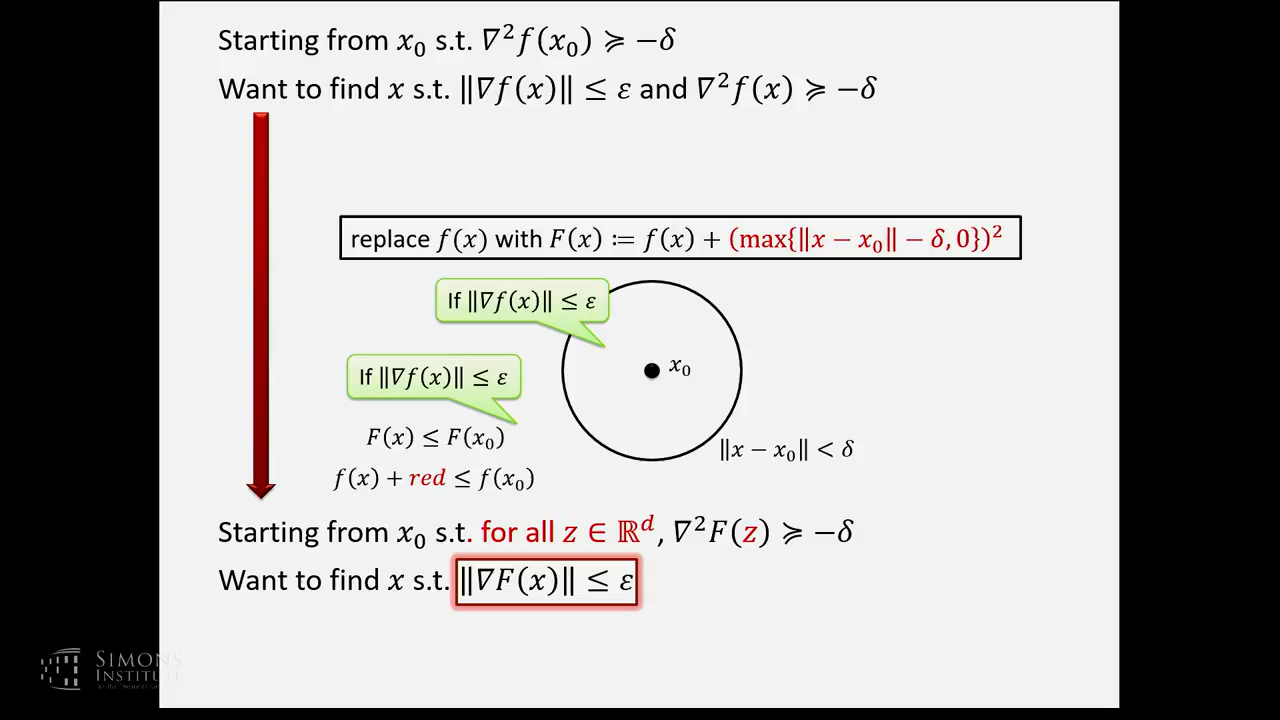 Starting from x₀ s.t. ∇²f(x₀) ≽ −δ
Want to find x s.t. ‖∇f(x)‖ ≤ ε and ∇²f(x) ≽ −δ
replace f(x) with F(x) ≔ f(x) + (max{‖x − x₀‖ − δ, 0})²
If ‖∇f(x)‖ ≤ ε
x₀
If ‖∇f(x)‖ ≤ ε
F(x) ≤ F(x₀)
‖x − x₀‖ < δ
f(x) + red ≤ f(x₀)
Starting from x₀ s.t. for all z ∈ ℝᵈ, ∇²F(z) ≽ −δ
Want to find x s.t. ‖∇F(x)‖ ≤ ε
SIMONS
INSTITUTE